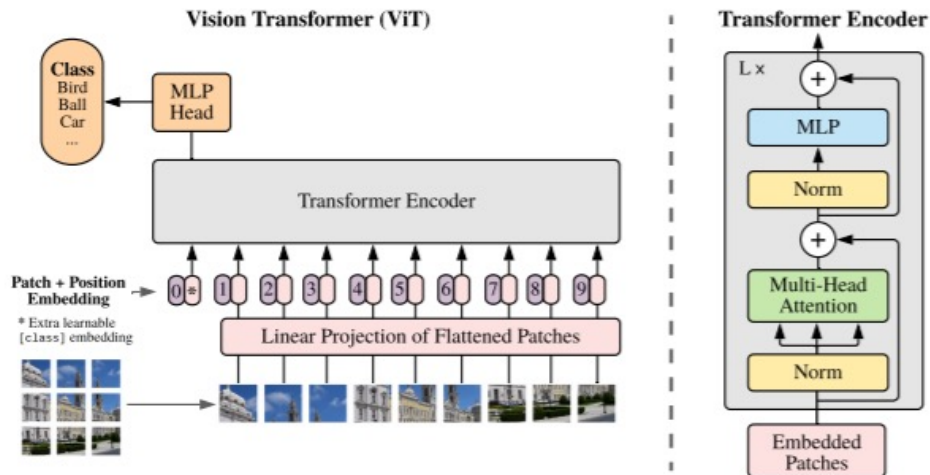 Vision Transformer (ViT)
Class
Bird
Ball
Car
...
MLP
Head
Transformer Encoder
Patch + Position
Embedding
* Extra learnable
[class] embedding
0 * 1 2 3 4 5 6 7 8 9
Linear Projection of Flattened Patches
Transformer Encoder
L x
+
MLP
Norm
+
Multi-Head
Attention
Norm
Embedded
Patches